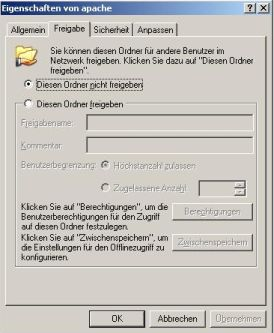 Eigenschaften von apache
Allgemein Freigabe Sicherheit Anpassen
Sie können diesen Ordner für andere Benutzer im
Netzwerk freigeben. Klicken Sie dazu auf "Diesen Ordner
freigeben".
Diesen Ordner nicht freigeben
Diesen Ordner freigeben
Freigabename:
Kommentar:
Benutzerbegrenzung: Höchstanzahl zulassen
Zugelassene Anzahl:
Klicken Sie auf "Berechtigungen", um die
Benutzerberechtigungen für den Zugriff
auf diesen Ordner festzulegen.
Berechtigungen
Klicken Sie auf "Zwischenspeichern", um
die Einstellungen für den Offlinezugriff zu
konfigurieren.
Zwischenspeichern
OK Abbrechen Übernehmen